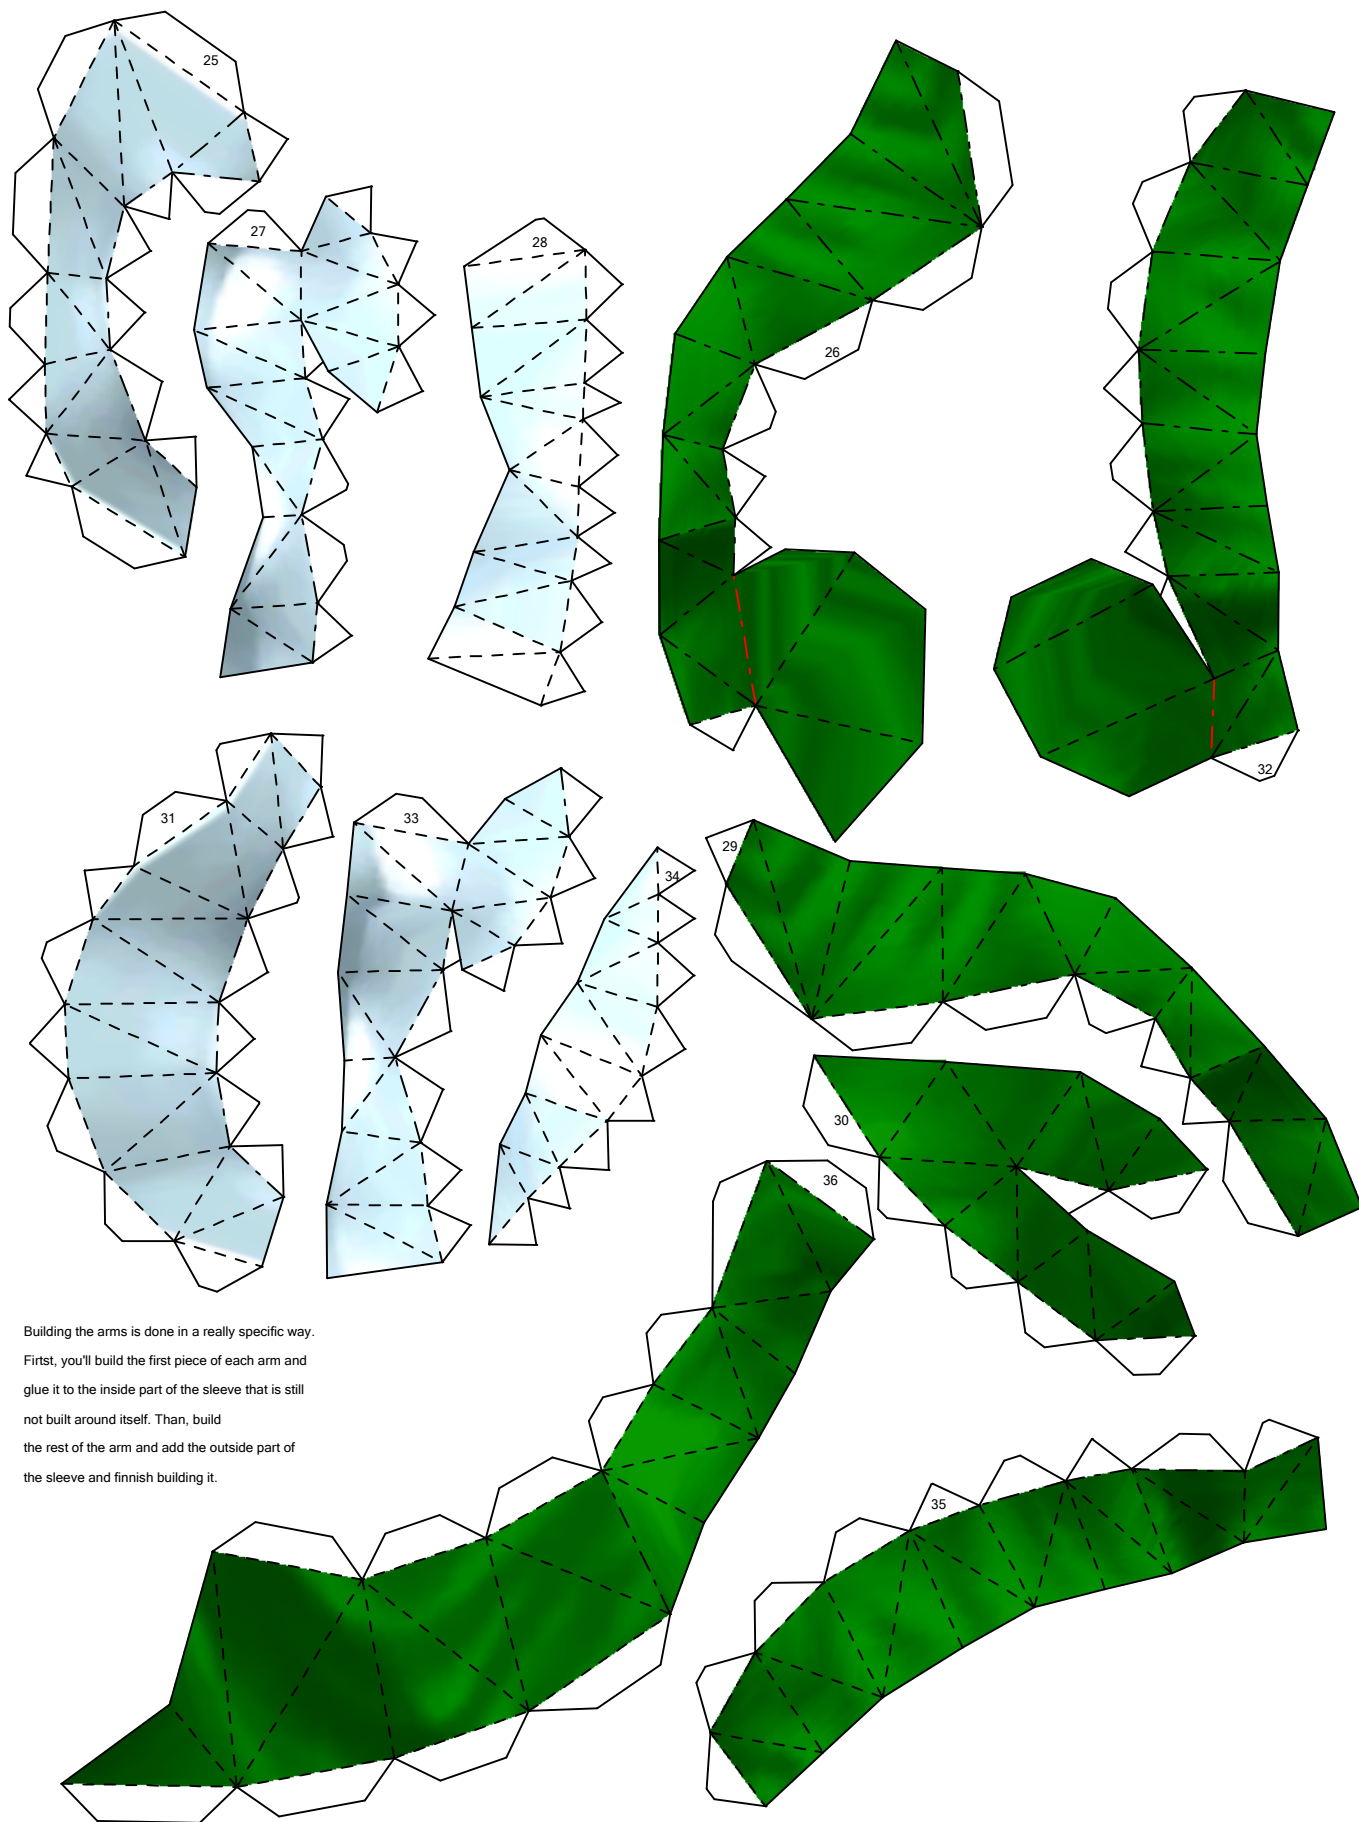 25
27
28
26
32
31
33
34
29
30
36
35
Building the arms is done in a really specific way.
Firtst, you'll build the first piece of each arm and
glue it to the inside part of the sleeve that is still
not built around itself. Than, build
the rest of the arm and add the outside part of
the sleeve and finnish building it.